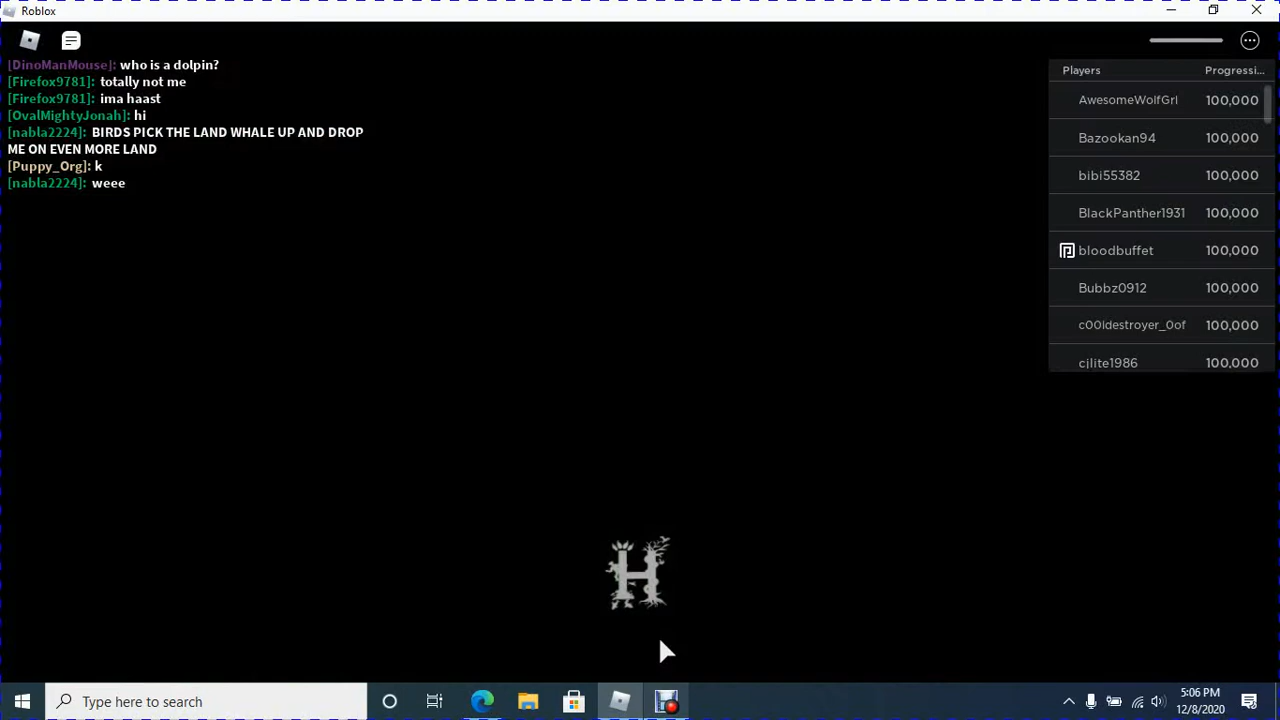 Roblox
[DinoManMouse]: who is a dolpin?
[Firefox9781]: totally not me
[Firefox9781]: ima haast
[OvalMightyJonah]: hi
[nabla2224]: BIRDS PICK THE LAND WHALE UP AND DROP
ME ON EVEN MORE LAND
[Puppy_Org]: k
[nabla2224]: weee
Players Progressi...
AwesomeWolfGrl 100,000
Bazookan94 100,000
bibi55382 100,000
BlackPanther1931 100,000
bloodbuffet 100,000
Bubbz0912 100,000
c00ldestroyer_0of 100,000
cjlite1986 100,000
H
Type here to search
5:06 PM
12/8/2020